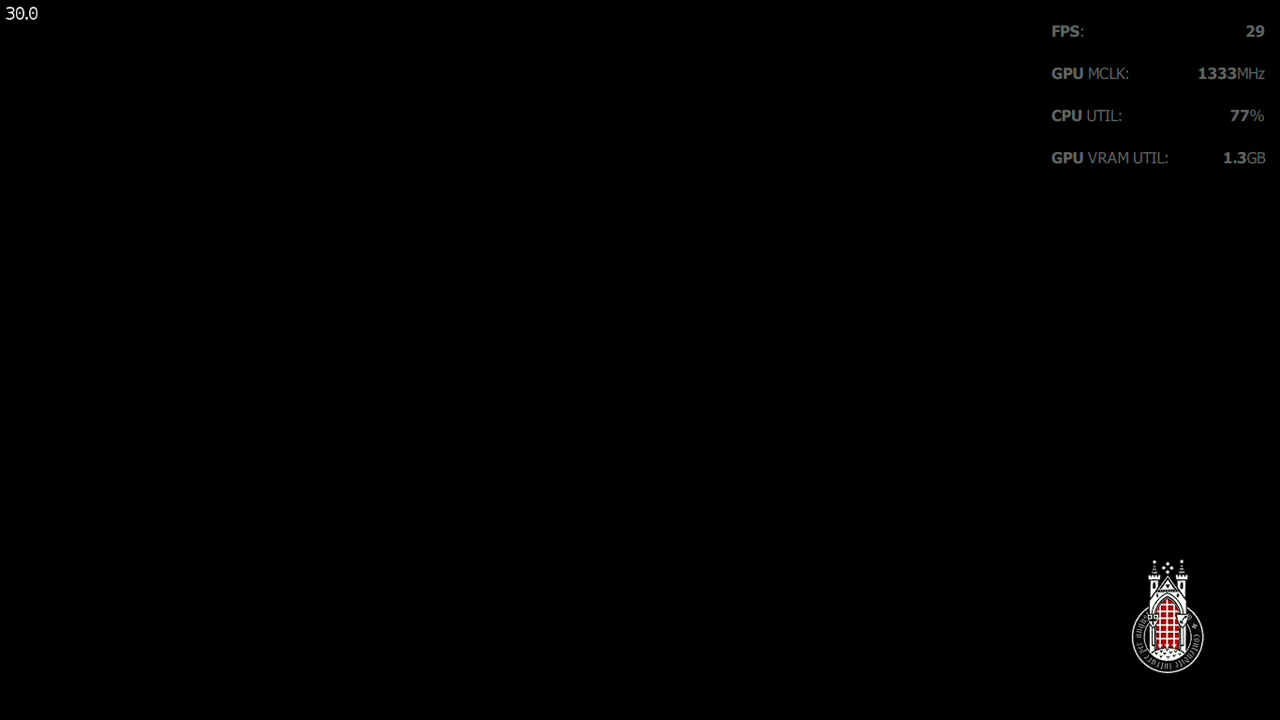 30.0
FPS: 29
GPU MCLK: 1333MHz
CPU UTIL: 77%
GPU VRAM UTIL: 1.3GB